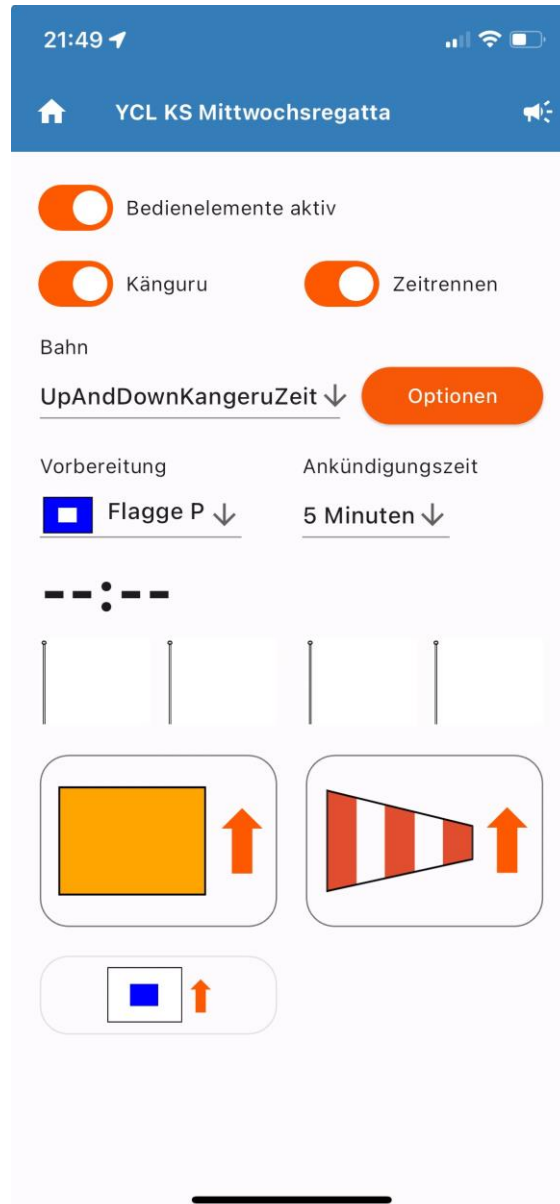 21:49
YCL KS Mittwochsregatta
Bedienelemente aktiv
Känguru Zeitrennen
Bahn
UpAndDownKangeruZeit Optionen
Vorbereitung Ankündigungszeit
Flagge P 5 Minuten
--:--